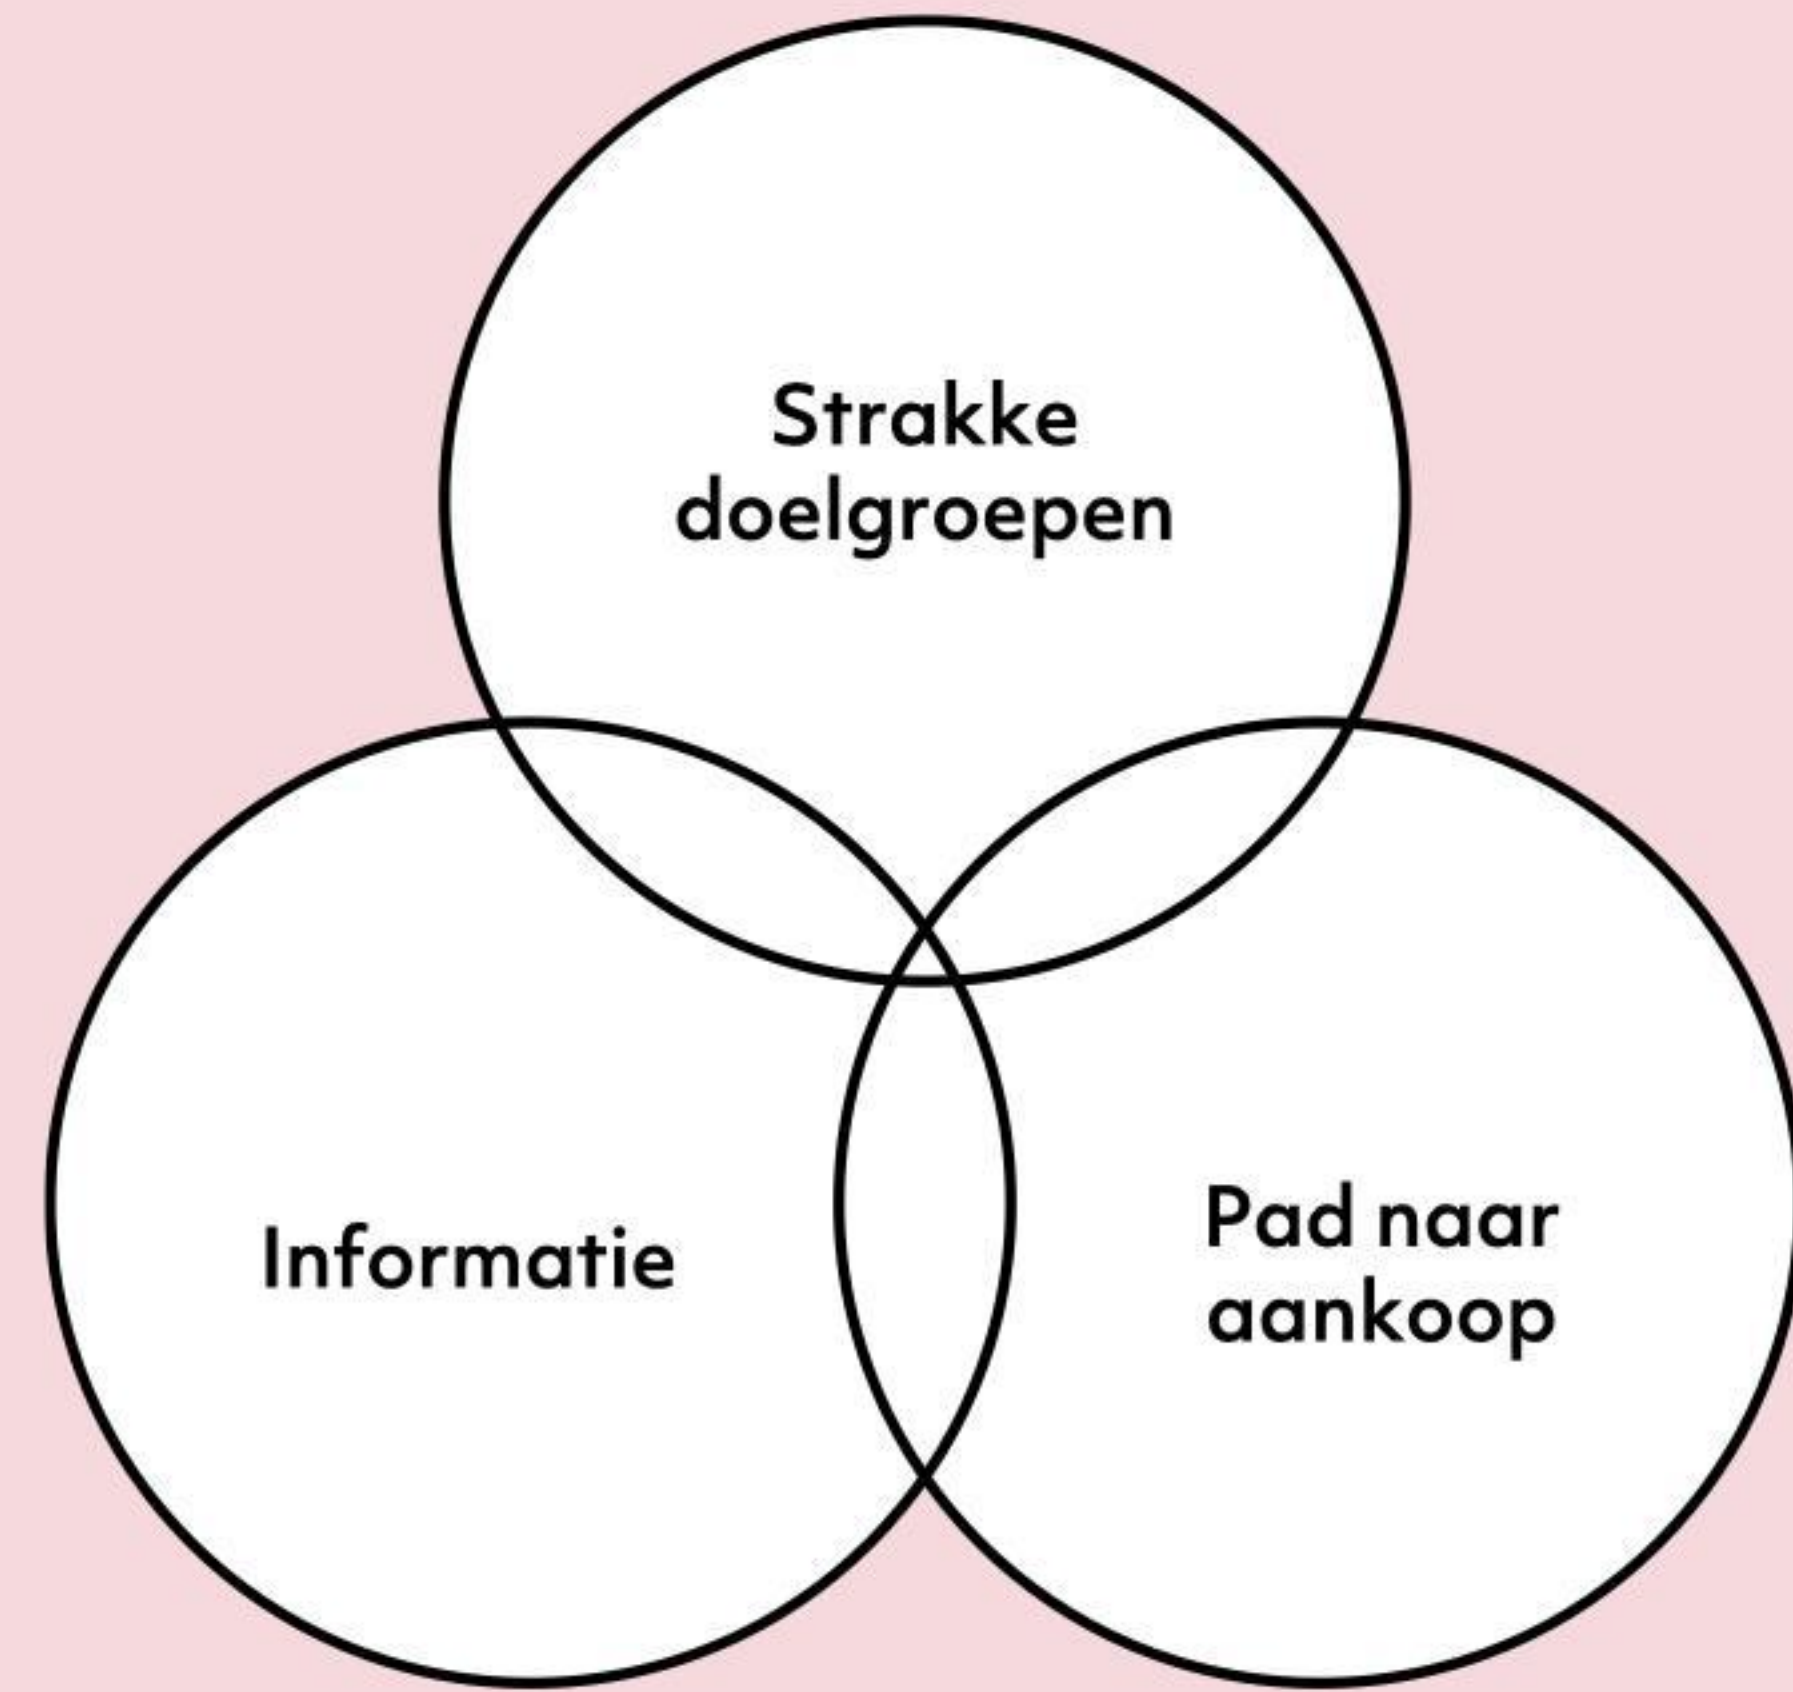 Strakke
doelgroepen
Informatie
Pad naar
aankoop